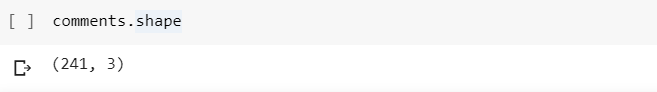 [ ] comments.shape
(241, 3)